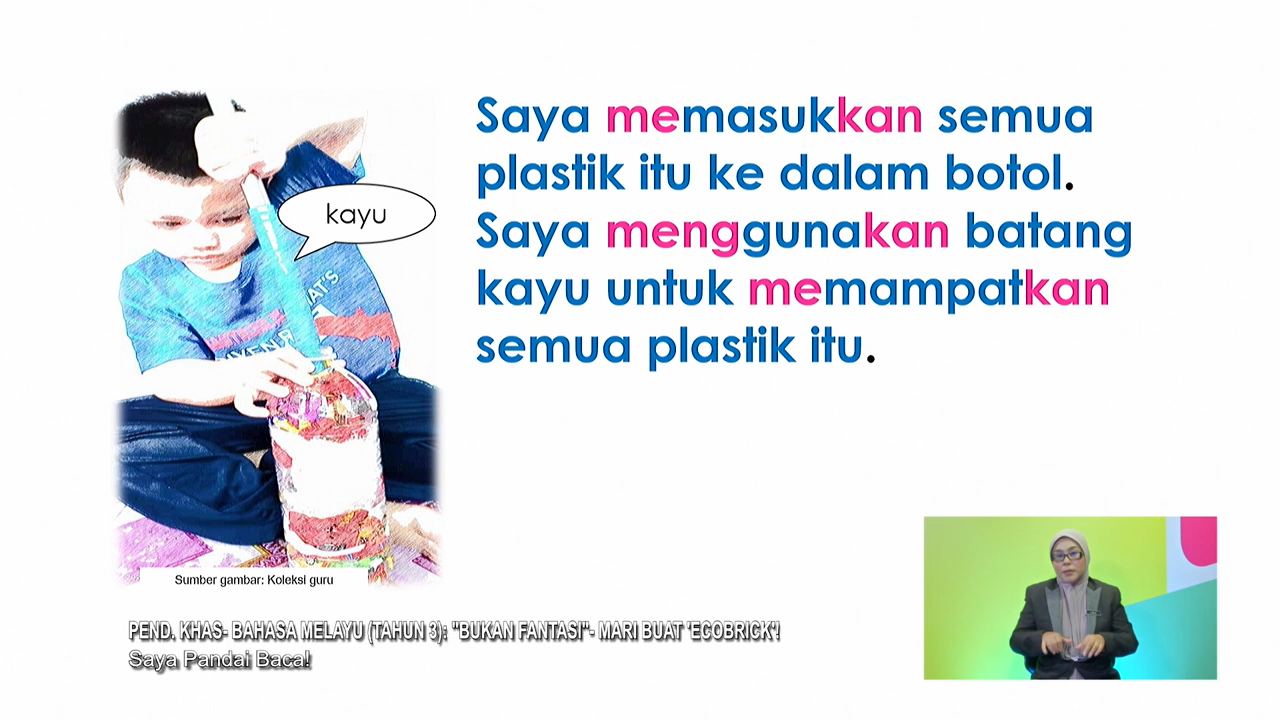 Saya memasukkan semua
plastik itu ke dalam botol.
Saya menggunakan batang
kayu untuk memampatkan
semua plastik itu.
kayu
Sumber gambar: Koleksi guru
PEND. KHAS- BAHASA MELAYU (TAHUN 3): "BUKAN FANTASI"- MARI BUAT 'ECOBRICK'!
Saya Pandai Baca!